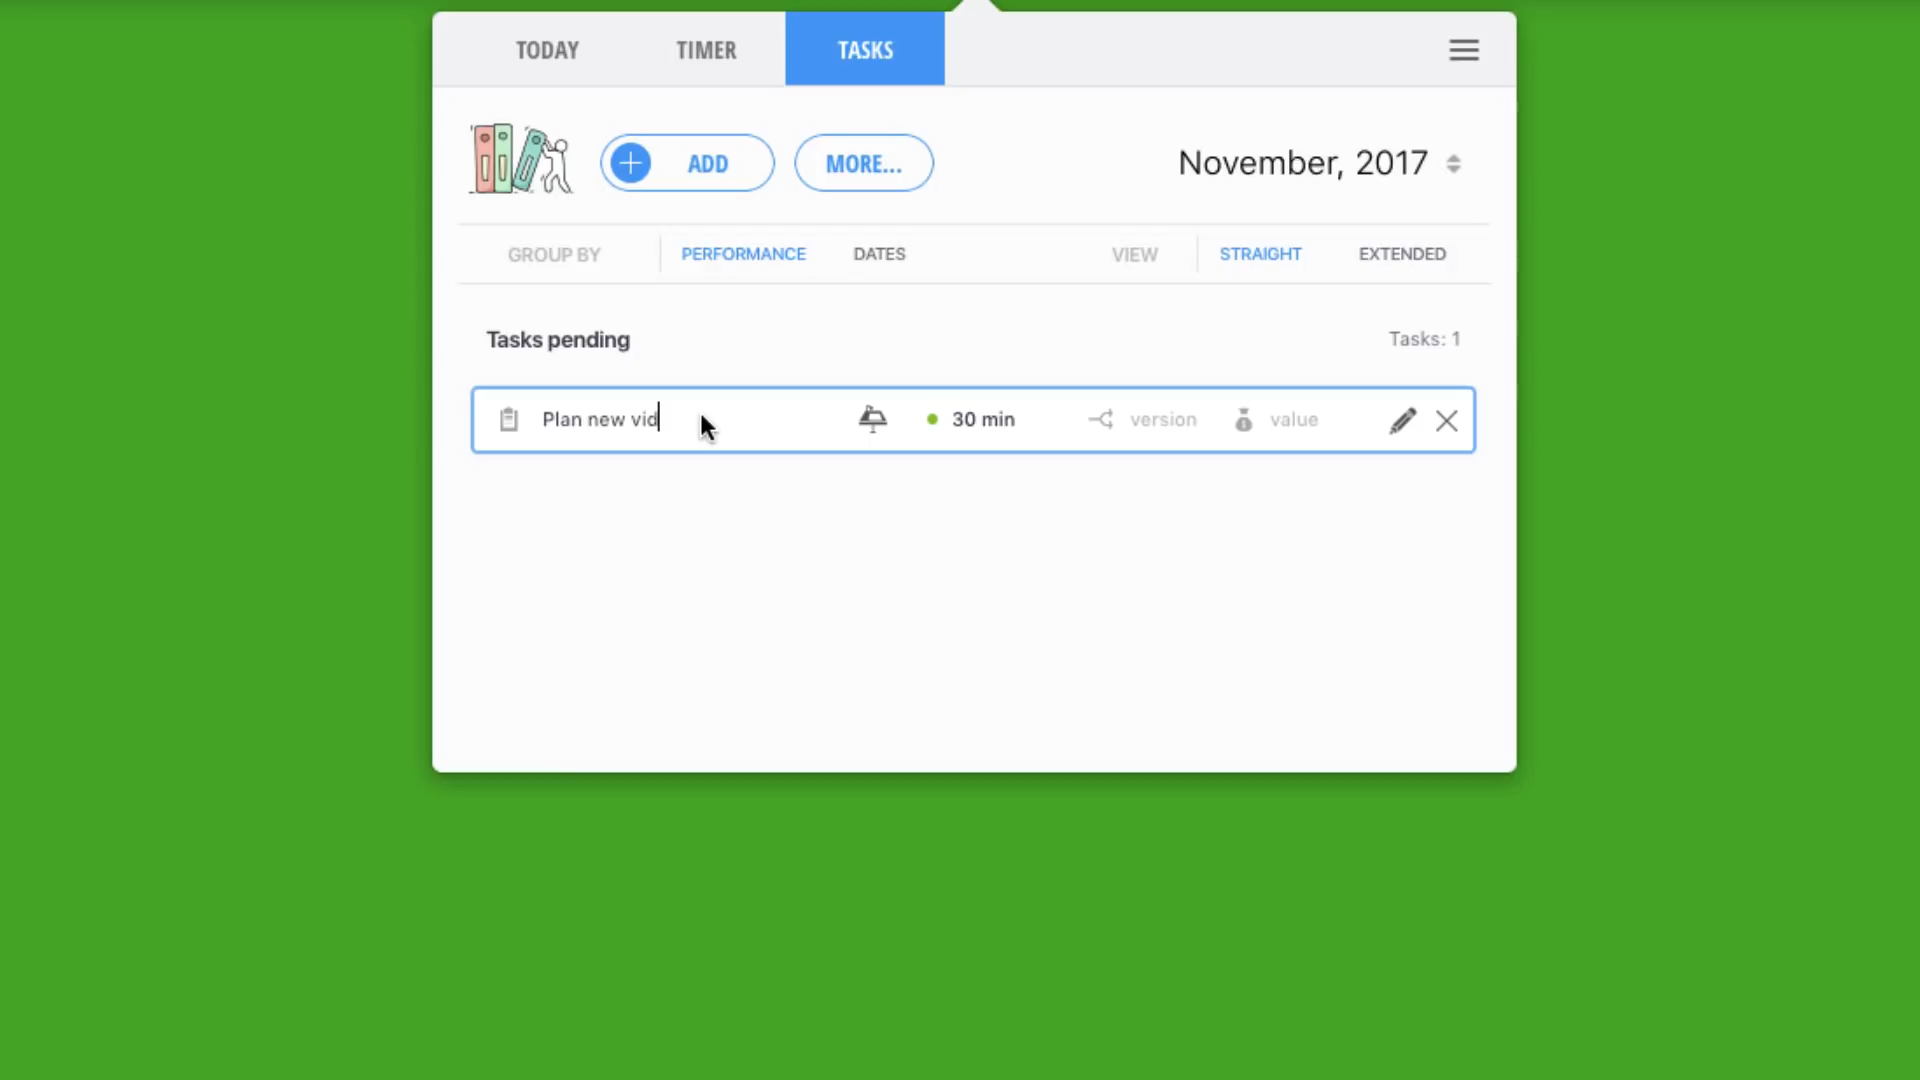 TODAY TIMER TASKS
ADD MORE... November, 2017
GROUP BY PERFORMANCE DATES VIEW STRAIGHT EXTENDED
Tasks pending Tasks: 1
Plan new vid 30 min version value